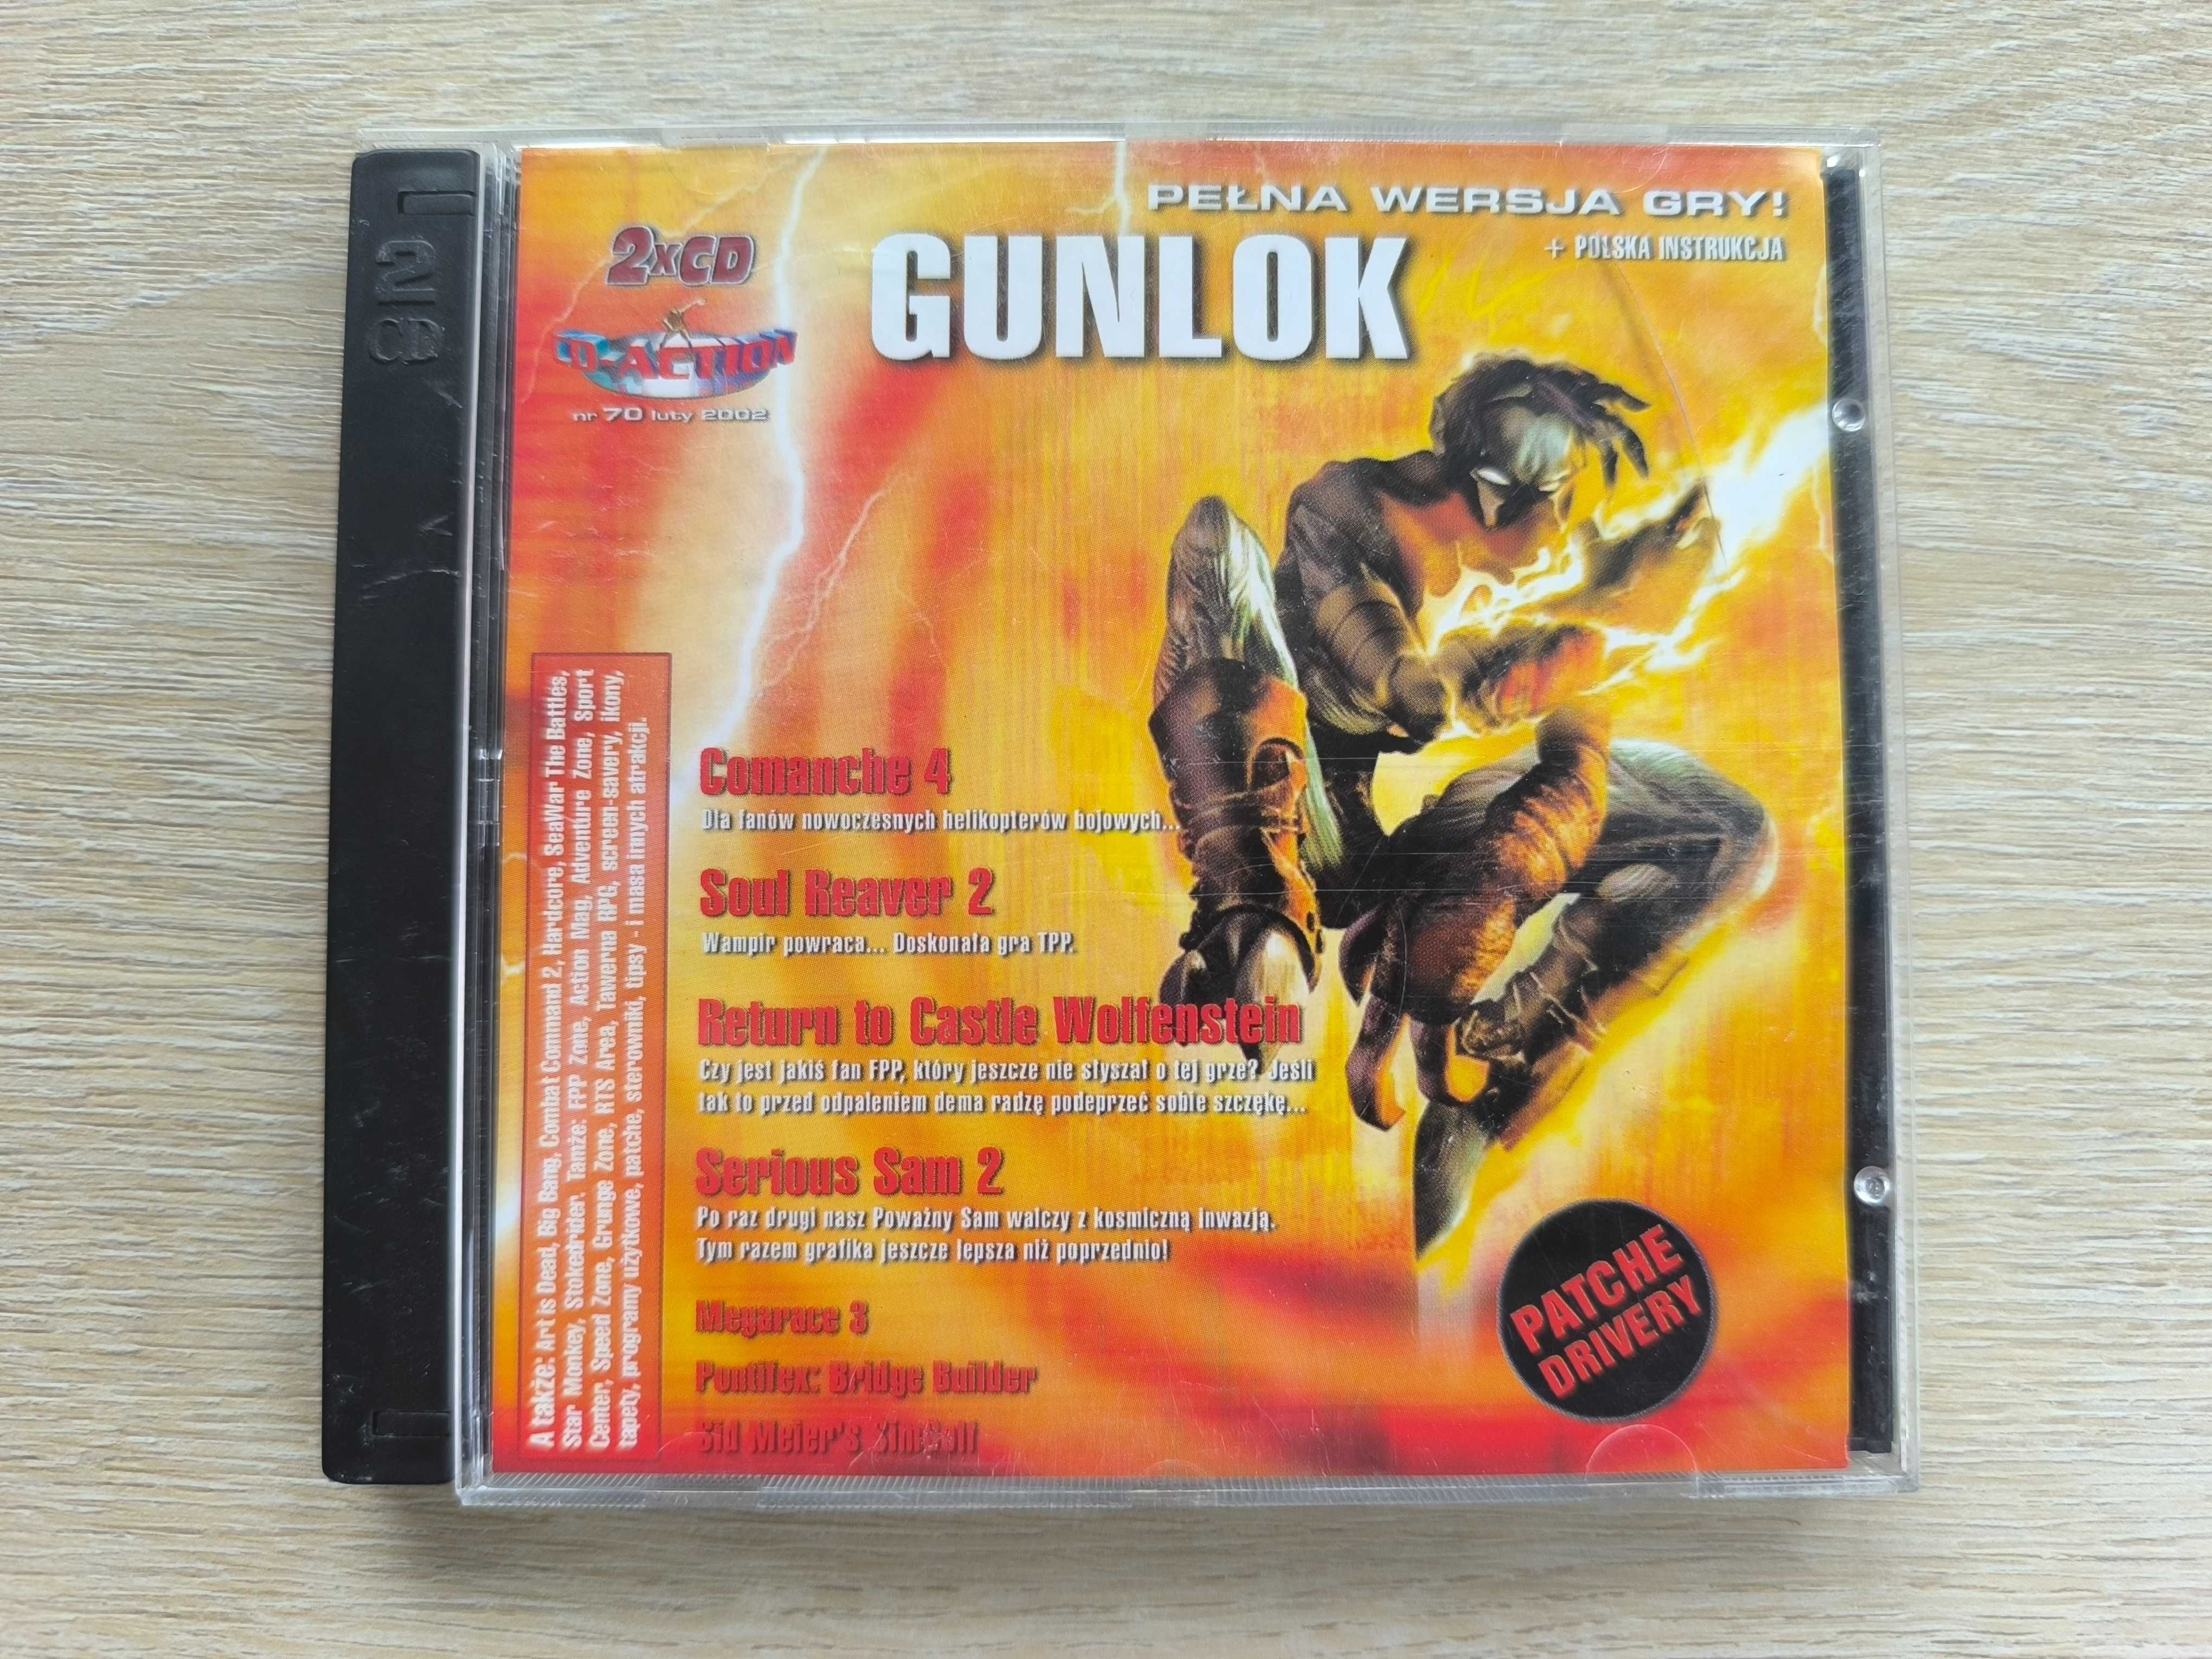 PEŁNA WERSJA GRY!
+ POLSKA INSTRUKCJA
2xCD
GUNLOK
CD-ACTION
nr 70 luty 2002
2
CD
Comanche 4
Dla fanów nowoczesnych helikopterów bojowych...
Soul Reaver 2
Wampir powraca... Doskonała gra TPP.
Return to Castle Wolfenstein
Czy jest jakiś fan FPP, który jeszcze nie słyszał o tej grze? Jeśli
tak to przed odpaleniem dema radzę podeprzeć sobie szczękę...
Serious Sam 2
Po raz drugi nasz Poważny Sam walczy z kosmiczną inwazją.
Tym razem grafika jeszcze lepsza niż poprzednio!
Megarace 3
Pontifex: Bridge Builder
Sid Meier's SimGolf
PATCHE
DRIVERY
A także: Art is Dead, Big Bang, Combat Command 2, Hardcore, SeaWar The Battles,
Star Monkey, Stokedrider. Tanże: FPP Zane, Action Mag, Adventure Zone, Sport
Center, Speed Zone, Grunge Zone, RTS Area, Tawerna RPG, screen-savery, ikony,
tapety, programy użytkowe, patche, sterowniki, tipsy - i masa innych atrakcji.